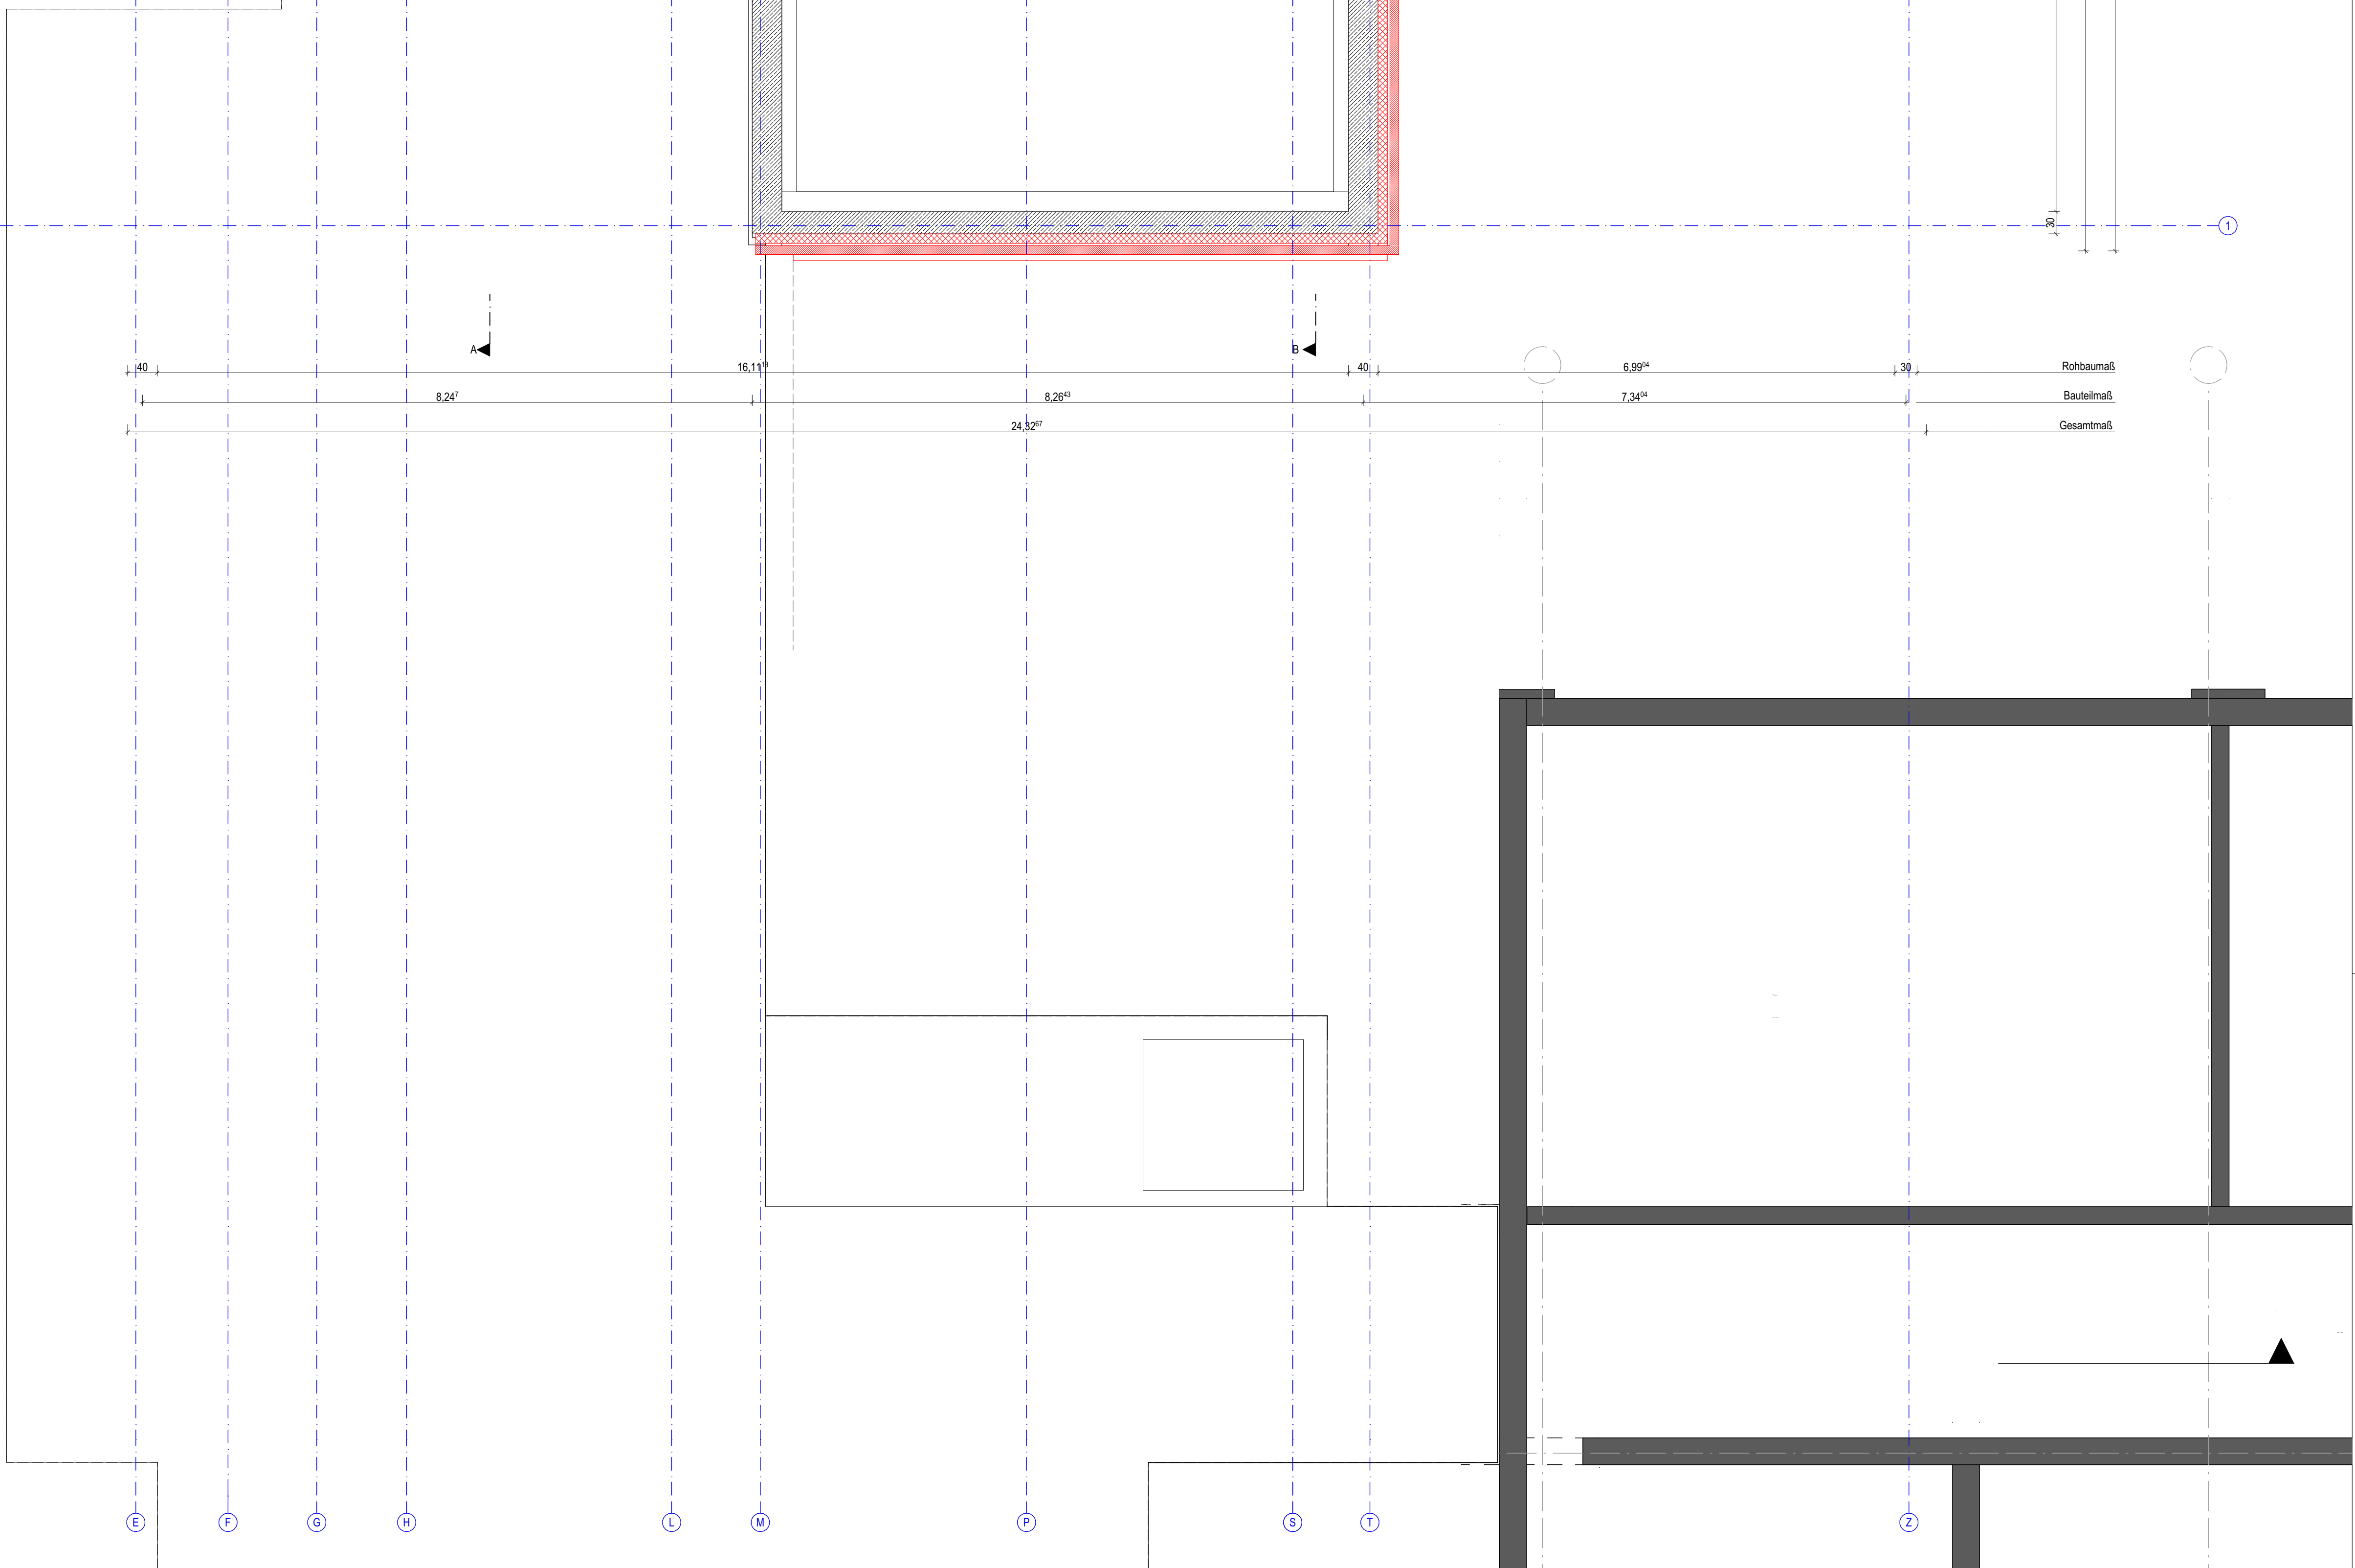 1
30
A B
40 16,11¹³ 40 6,99⁰⁴ 30 Rohbaumaß
8,24⁷ 8,26⁴³ 7,34⁰⁴ Bauteilmaß
24,32⁶⁷ Gesamtmaß
E F G H L M P S T Z